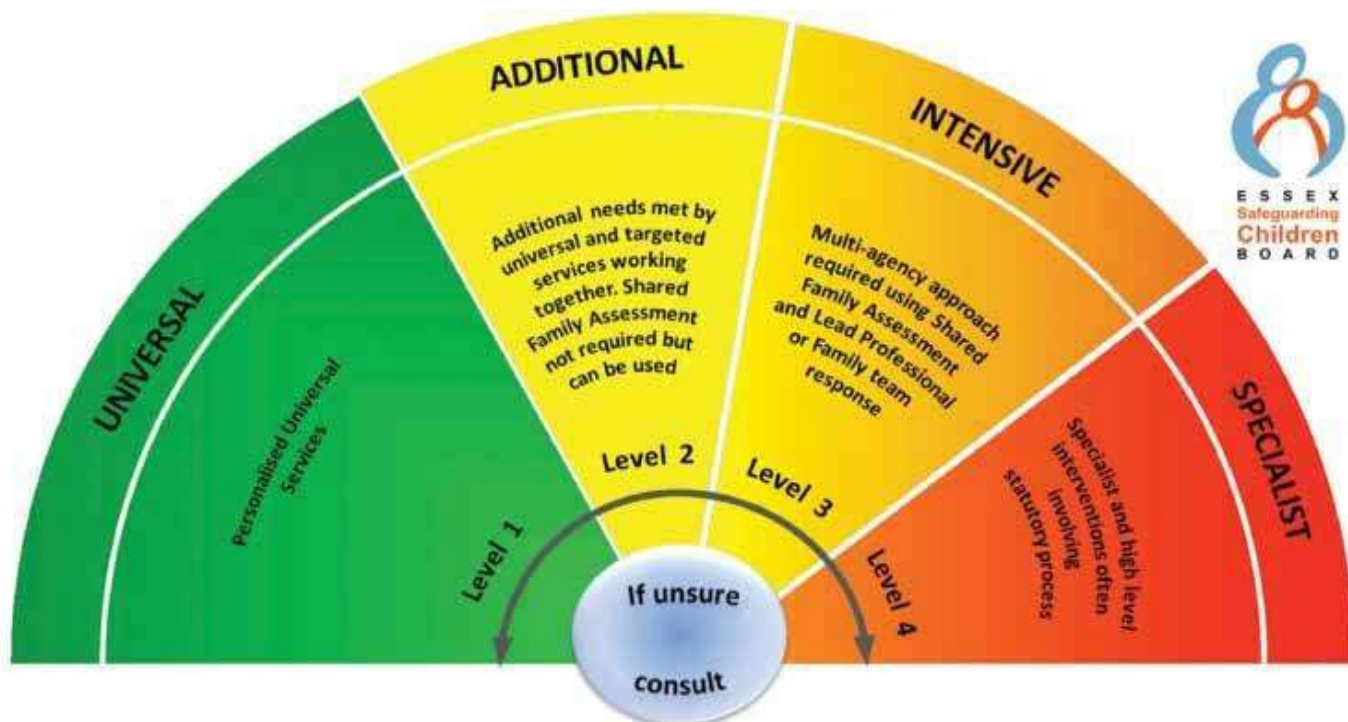 UNIVERSAL
Personalised Universal
Services
Level 1
ADDITIONAL
Additional needs met by
universal and targeted
services working
together. Shared
Family Assessment
not required but
can be used
Level 2
INTENSIVE
Multi-agency approach
required using Shared
Family Assessment
and Lead Professional
or Family team
response
Level 3
SPECIALIST
Specialist and high level
interventions often
involving
statutory process
Level 4
If unsure
consult
ESSEX
Safeguarding
Children
BOARD